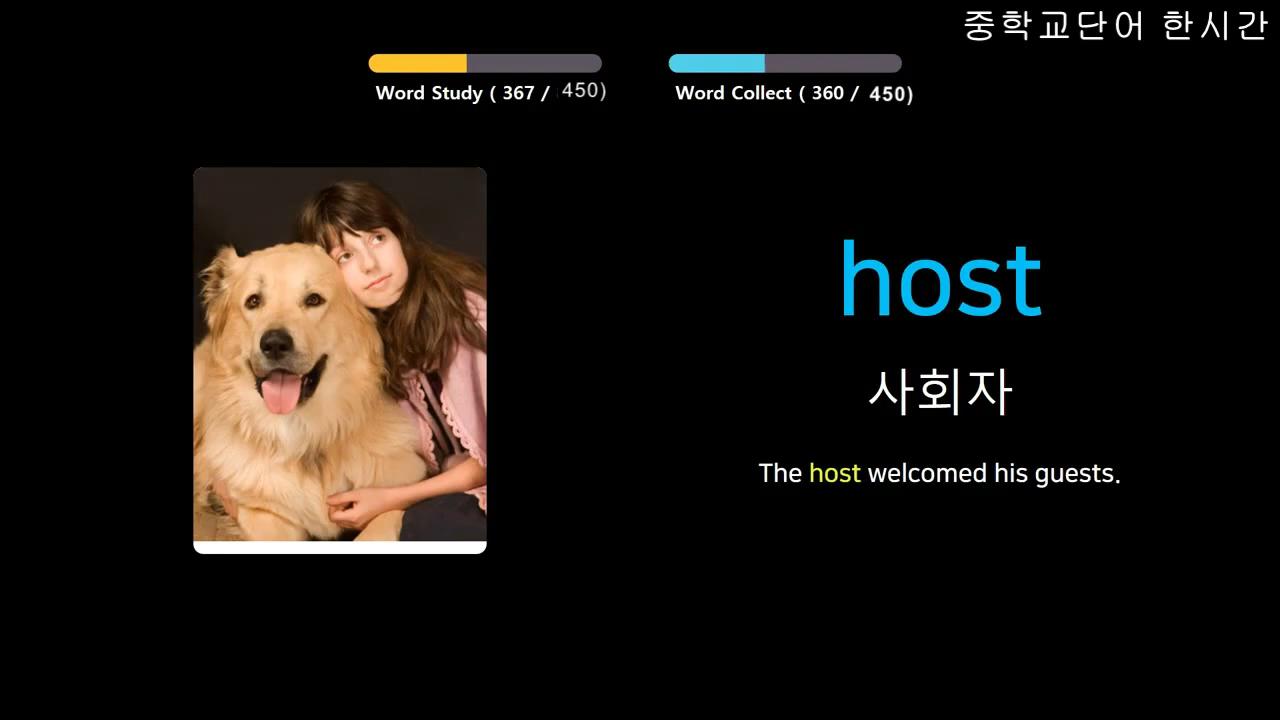 중학교단어 한시간
Word Study ( 367 / 450)
Word Collect ( 360 / 450)
host
사회자
The host welcomed his guests.